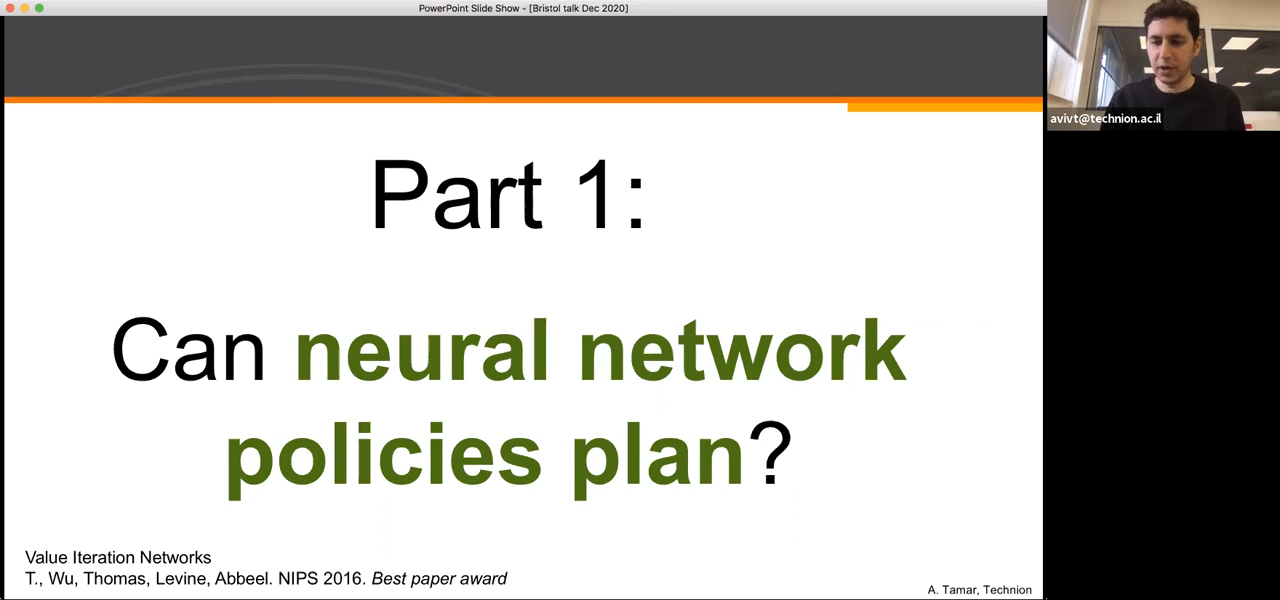 PowerPoint Slide Show - [Bristol talk Dec 2020]
avivt@technion.ac.il
Part 1:
Can neural network
policies plan?
Value Iteration Networks
T., Wu, Thomas, Levine, Abbeel. NIPS 2016. Best paper award
A. Tamar, Technion